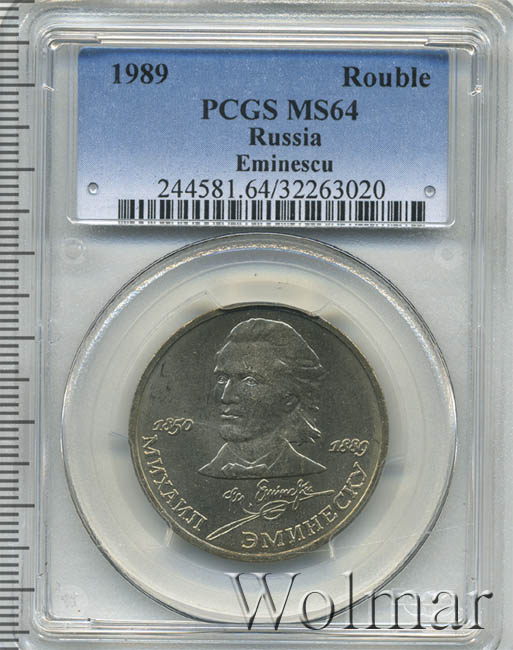 1989 Rouble
PCGS MS64
Russia
Eminescu
244581.64/32263020
1850
1889
МИХАИЛ ЭМИНЕСКУ
Wolmar